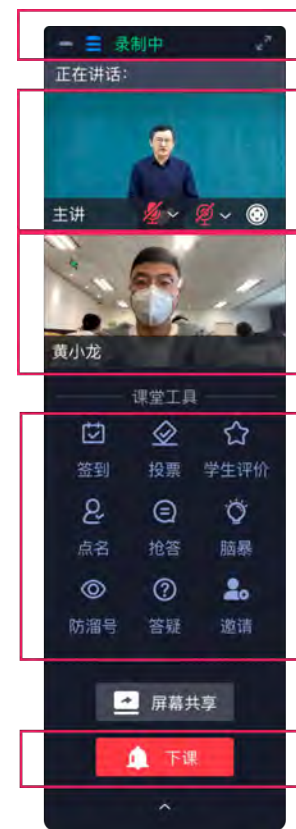 录制中
正在讲话:
主讲
黄小龙
课堂工具
签到 投票 学生评价
点名 抢答 脑暴
防溜号 答疑 邀请
屏幕共享
下课